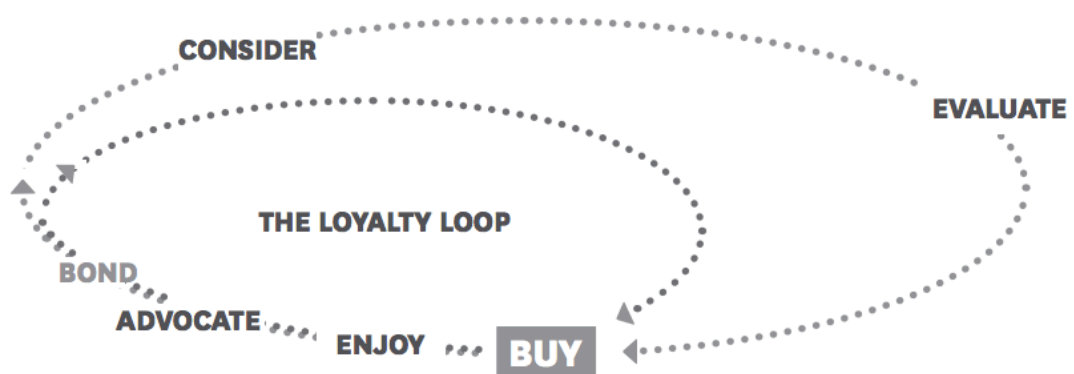 CONSIDER
EVALUATE
THE LOYALTY LOOP
BOND
ADVOCATE
ENJOY
BUY